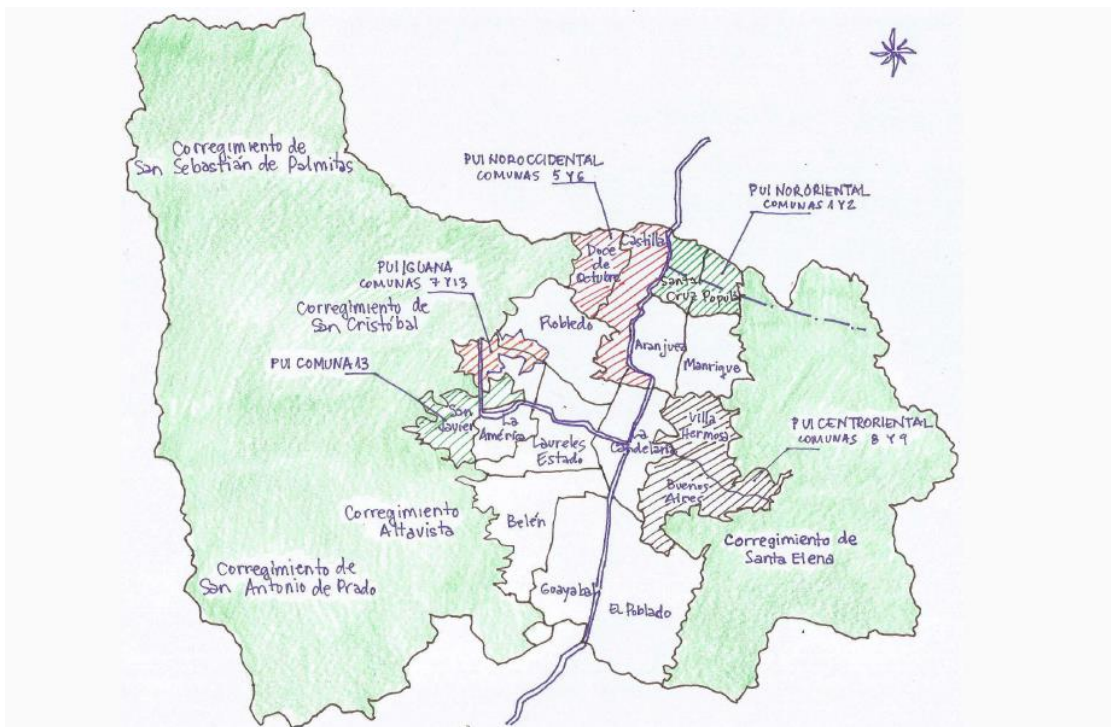 Corregimiento de
San Sebastián de Palmitas
PUI NOROCCIDENTAL
COMUNAS 5 Y 6
PUI NORORIENTAL
COMUNAS 1 Y 2
PUI IGUANA
COMUNAS 7 Y 13
Corregimiento de
San Cristóbal
PUI COMUNA 13
Doce
de
Octubre
Castilla
Santa
Cruz
Popular
Robledo
Aranjuez
Manrique
San
Javier
La
América
Laureles
Estado
La
Candelaria
Villa
Hermosa
PUI CENTRORIENTAL
COMUNAS 8 Y 9
Buenos
Aires
Corregimiento
Altavista
Belén
Corregimiento de
Santa Elena
Corregimiento de
San Antonio de Prado
Goayabal
El Poblado